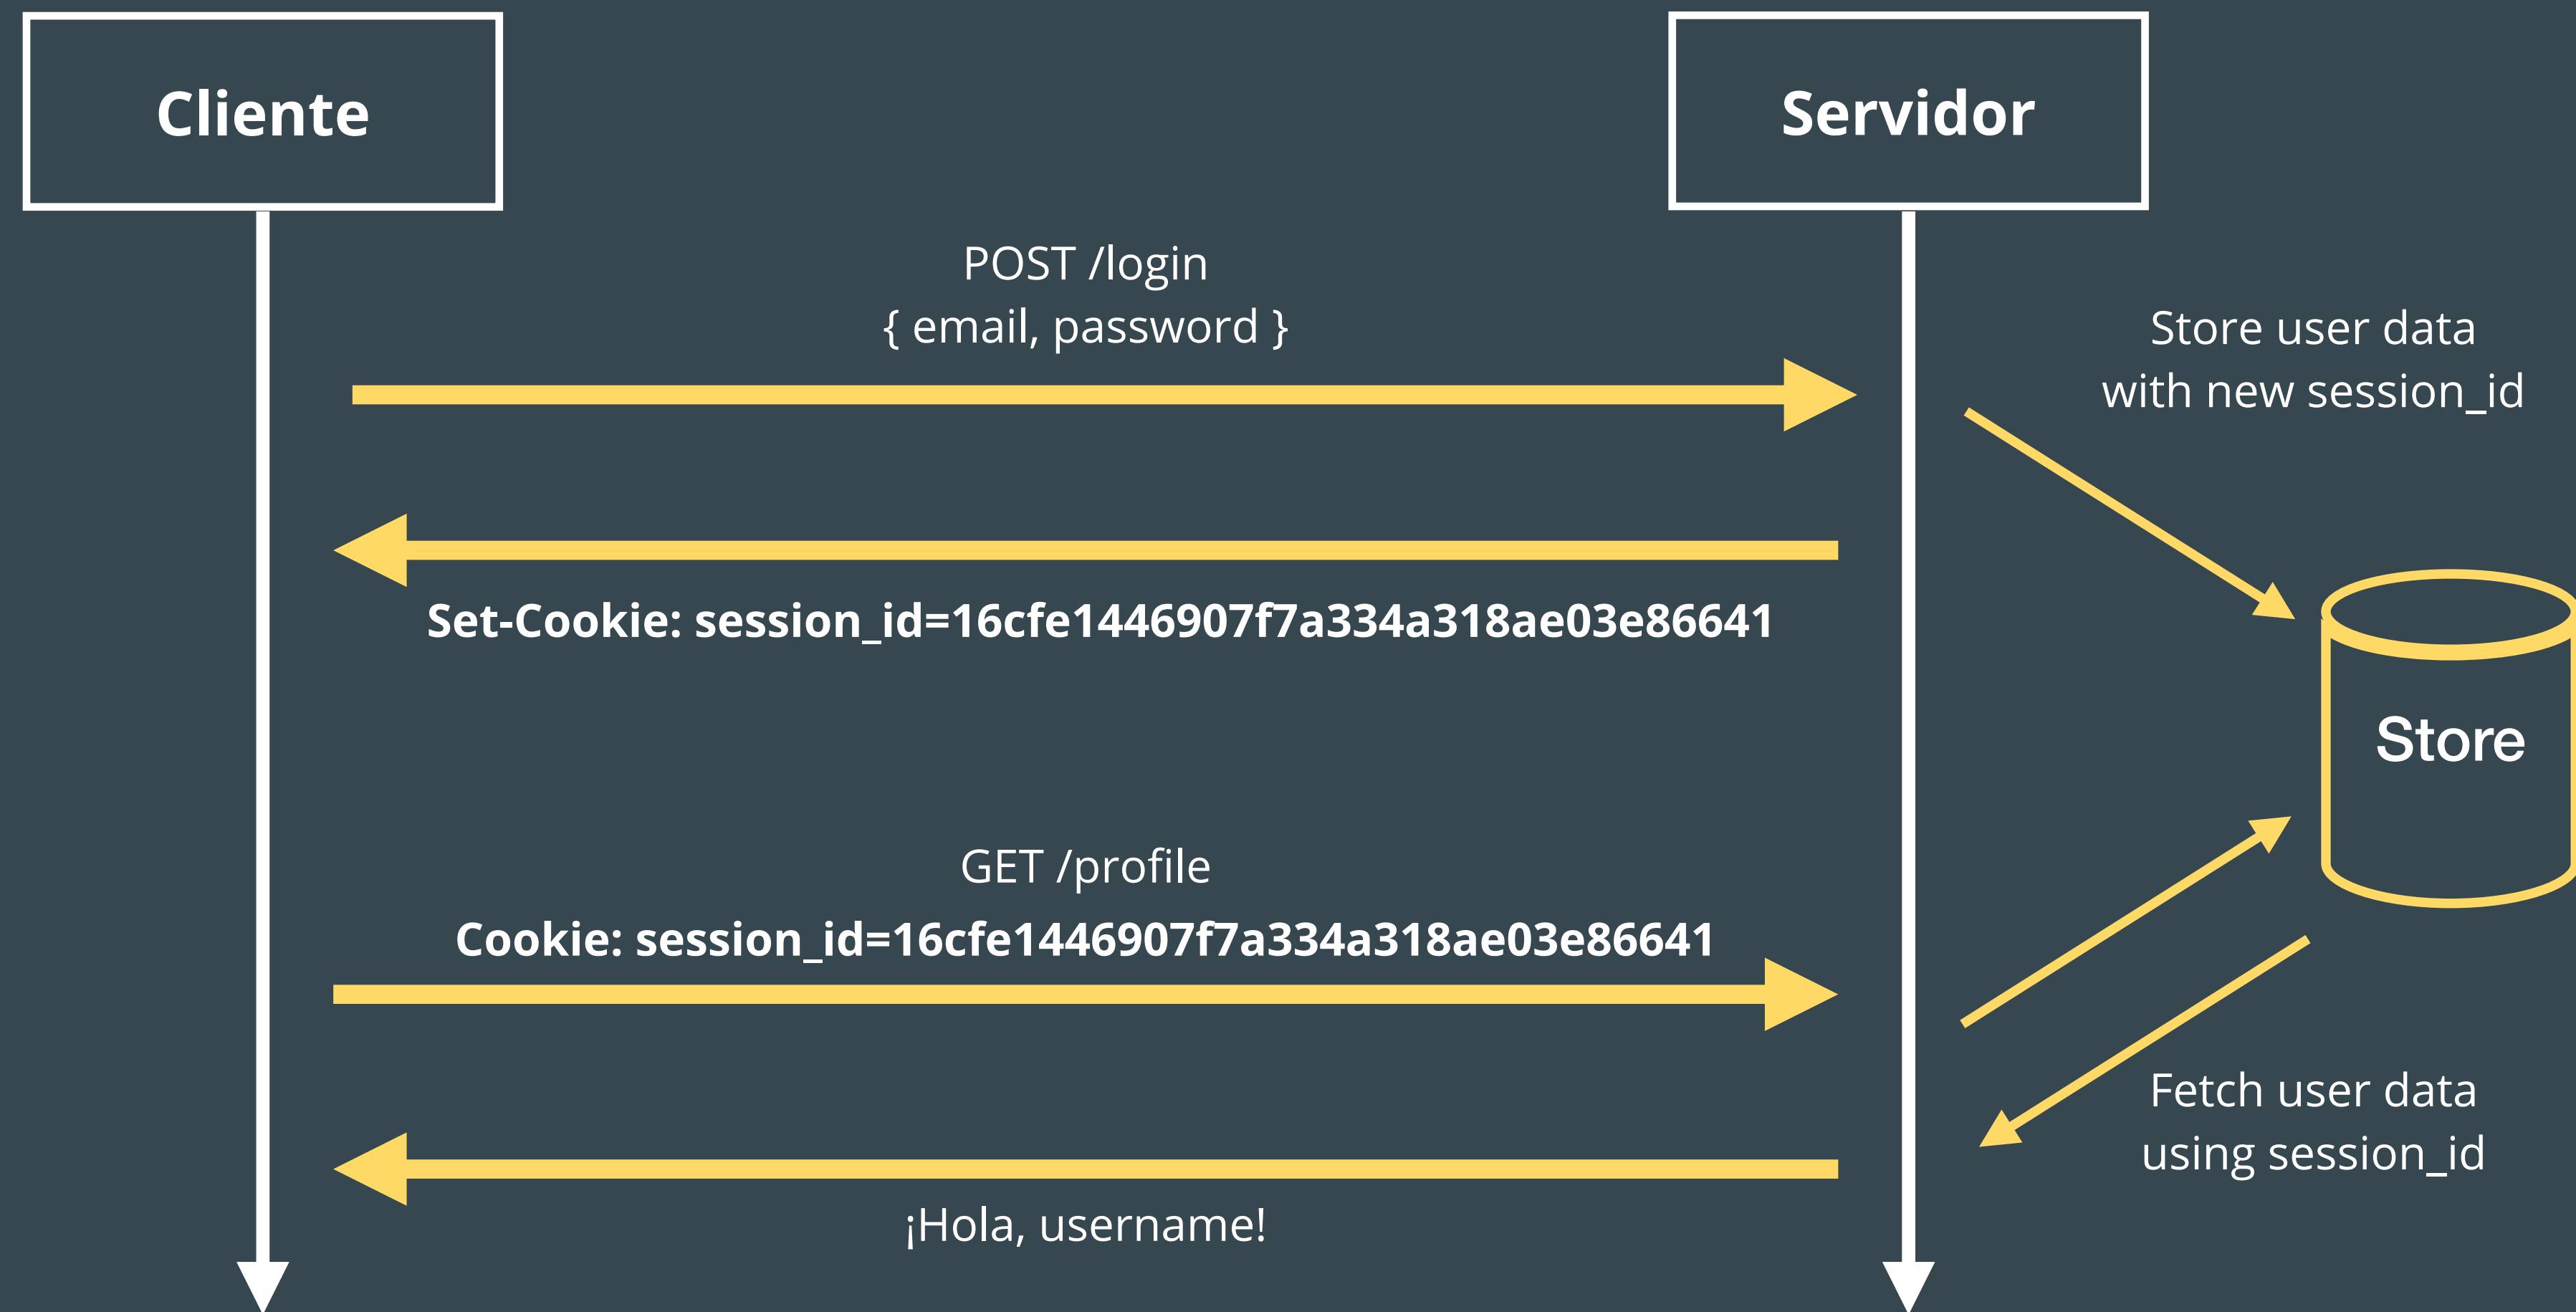 Cliente
Servidor
POST /login
{ email, password }
Store user data
with new session_id
Set-Cookie: session_id=16cfe1446907f7a334a318ae03e86641
Store
GET /profile
Cookie: session_id=16cfe1446907f7a334a318ae03e86641
Fetch user data
using session_id
¡Hola, username!